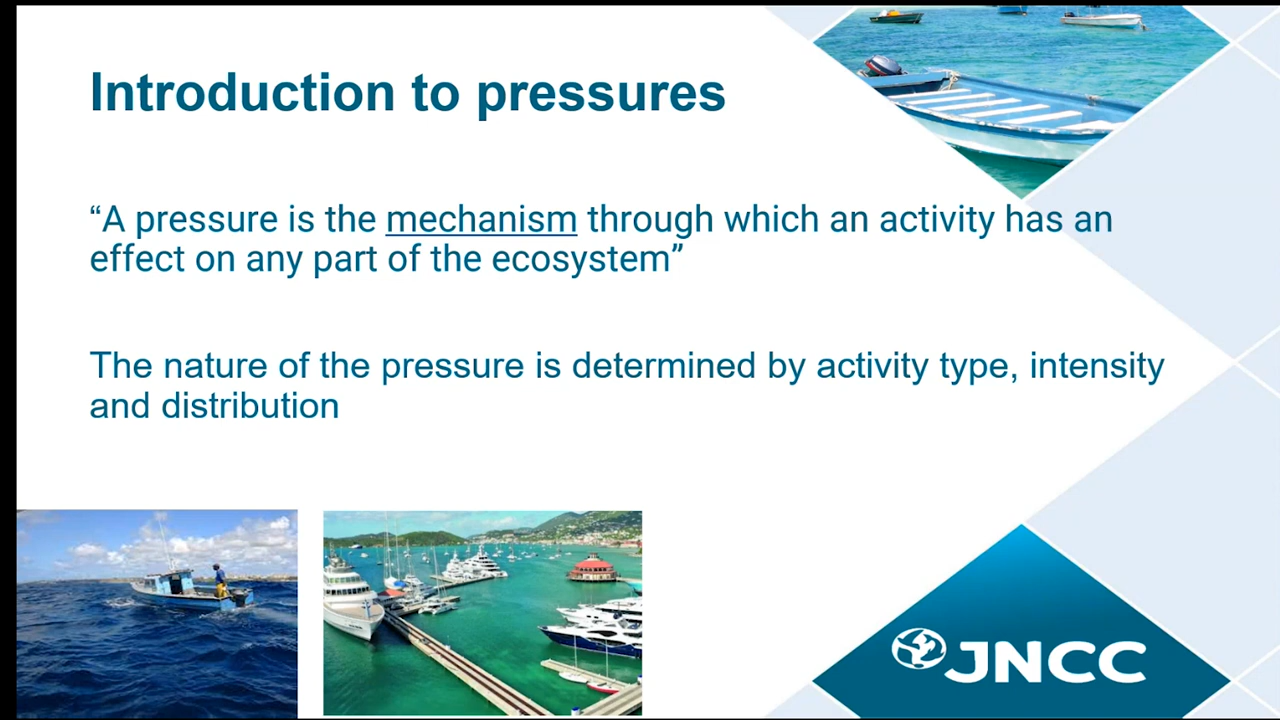 Introduction to pressures
“A pressure is the mechanism through which an activity has an
effect on any part of the ecosystem”
The nature of the pressure is determined by activity type, intensity
and distribution
JNCC